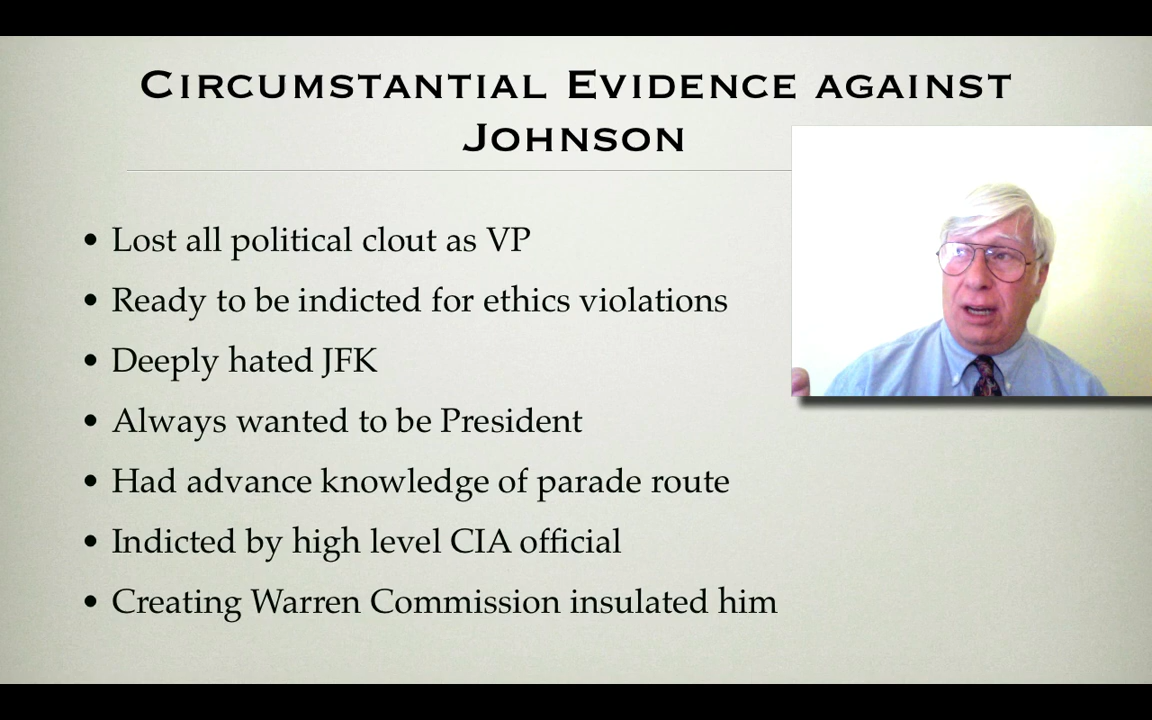 Circumstantial Evidence against
Johnson
• Lost all political clout as VP
• Ready to be indicted for ethics violations
• Deeply hated JFK
• Always wanted to be President
• Had advance knowledge of parade route
• Indicted by high level CIA official
• Creating Warren Commission insulated him